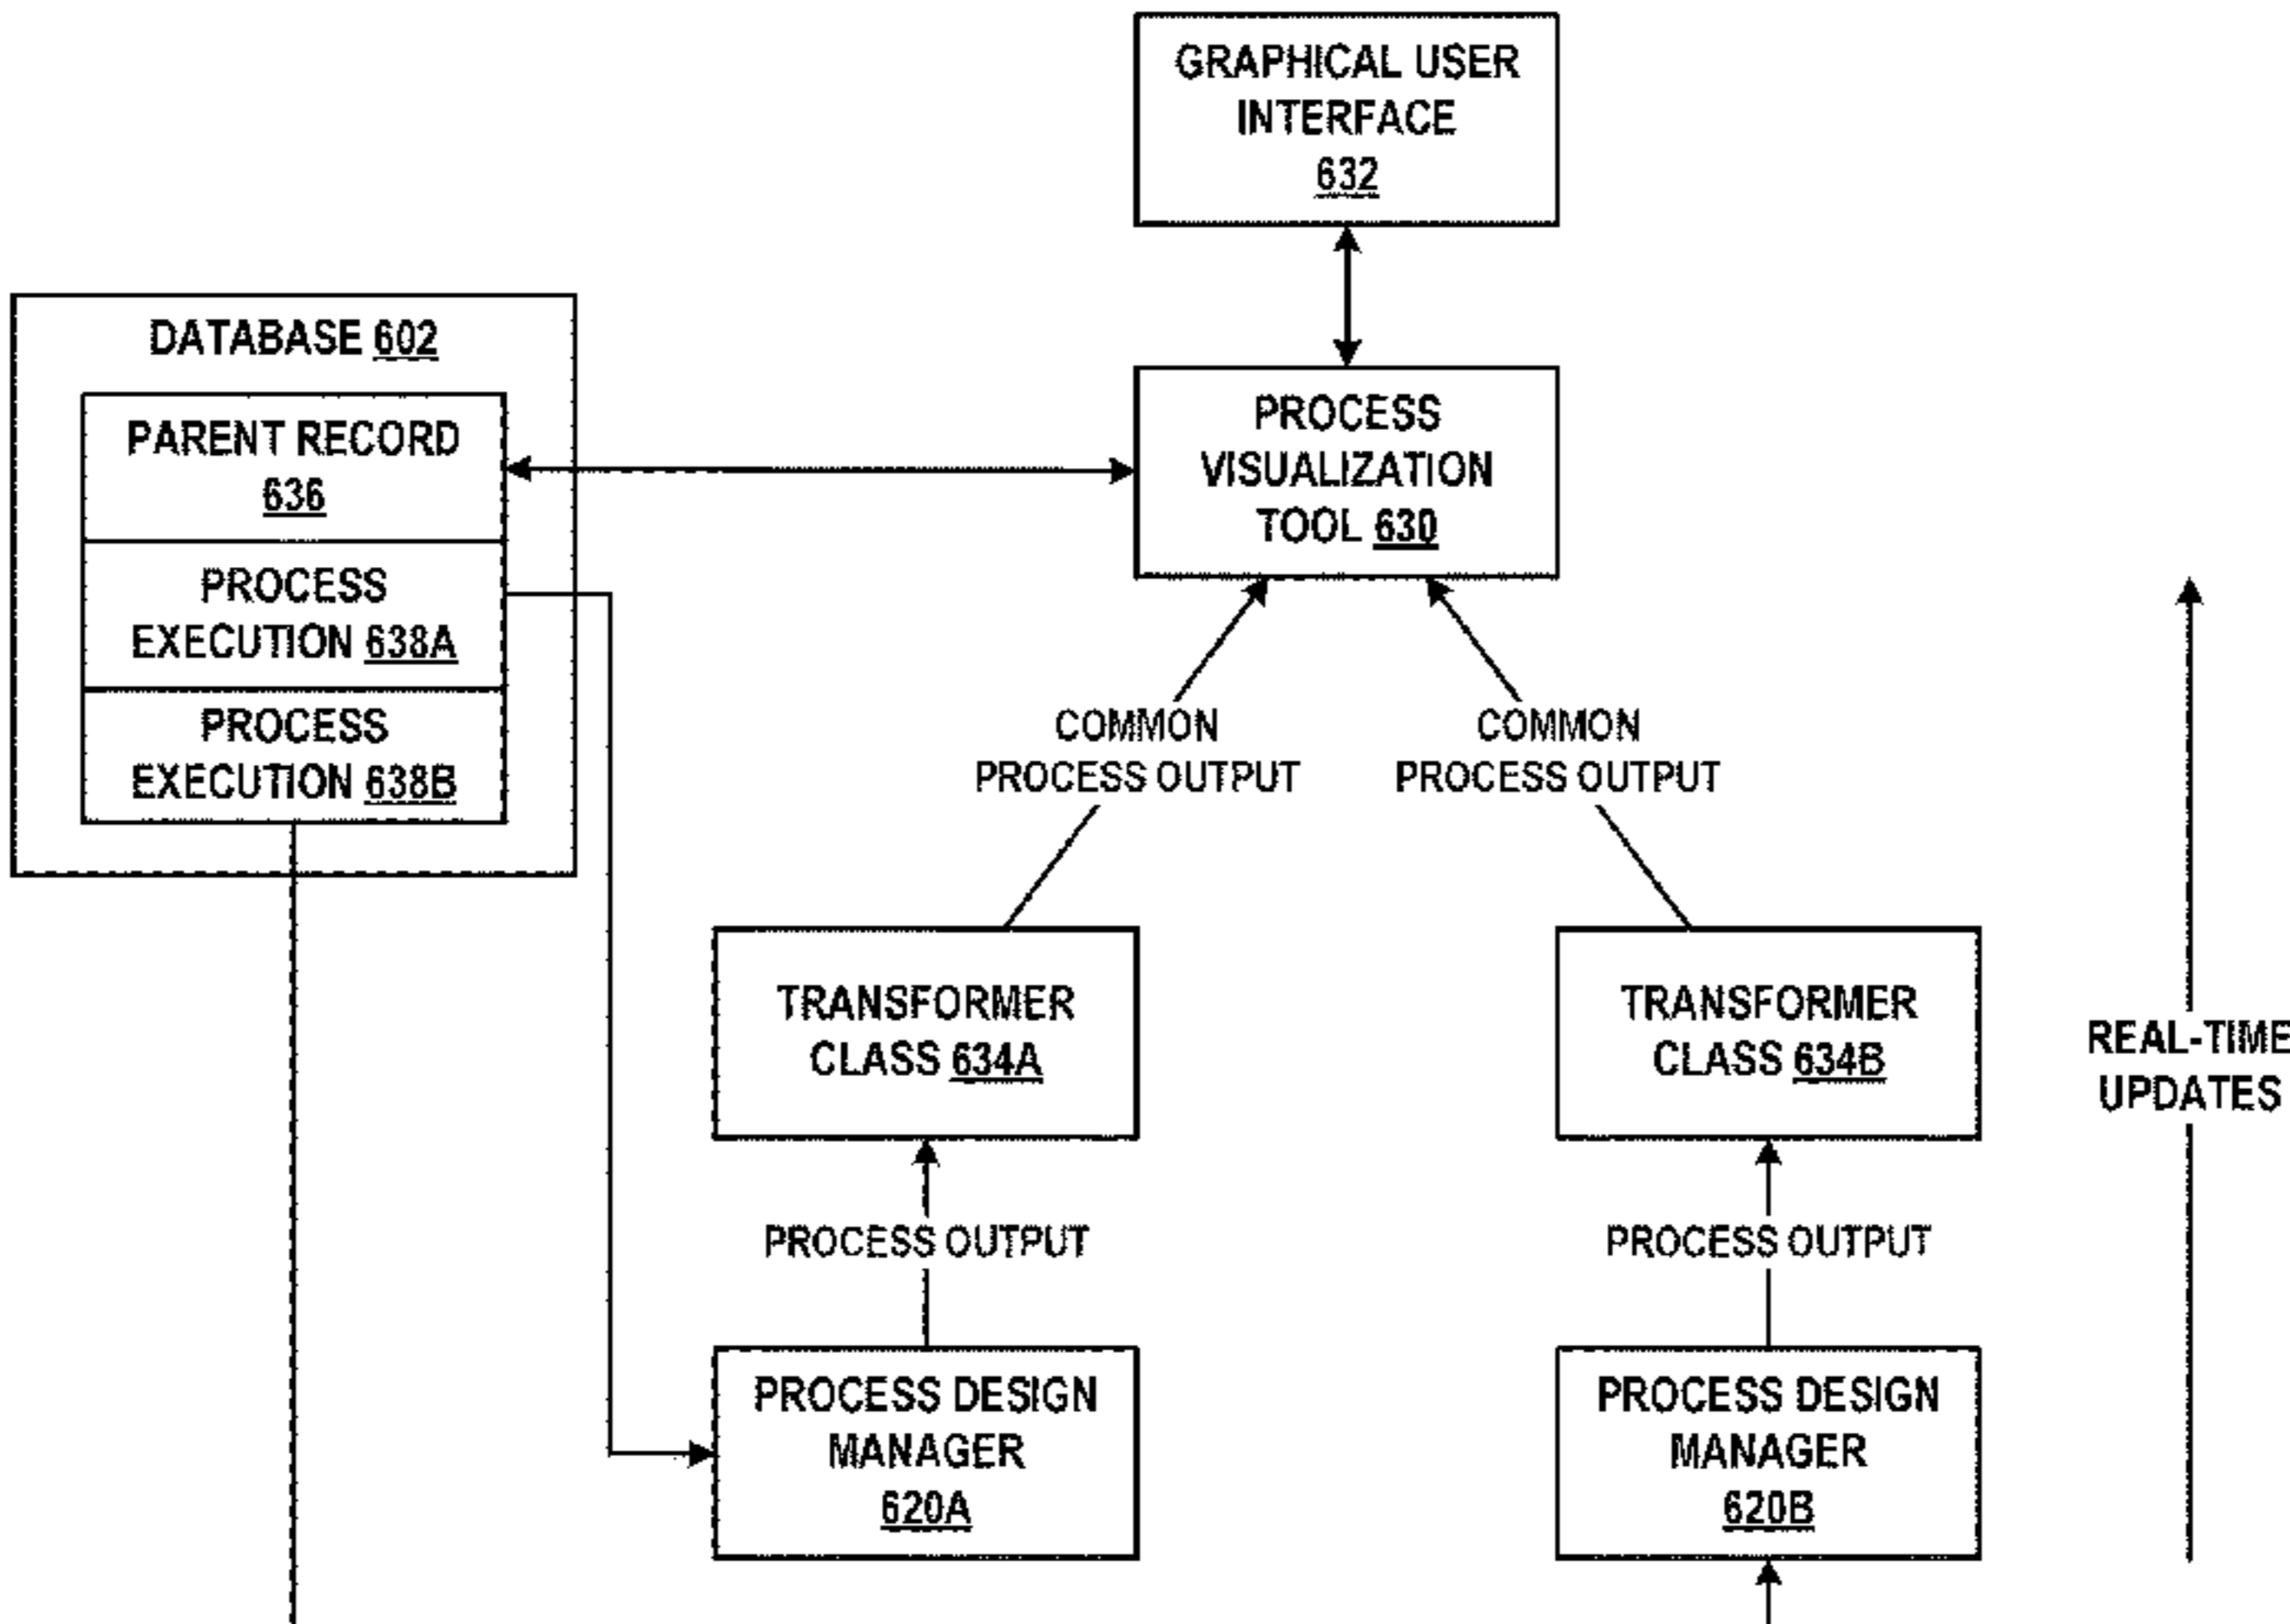 GRAPHICAL USER
INTERFACE
632
DATABASE 602
PARENT RECORD
636
PROCESS
EXECUTION 638A
PROCESS
EXECUTION 638B
PROCESS
VISUALIZATION
TOOL 630
COMMON
PROCESS OUTPUT
COMMON
PROCESS OUTPUT
TRANSFORMER
CLASS 634A
TRANSFORMER
CLASS 634B
REAL-TIME
UPDATES
PROCESS OUTPUT
PROCESS OUTPUT
PROCESS DESIGN
MANAGER
620A
PROCESS DESIGN
MANAGER
620B